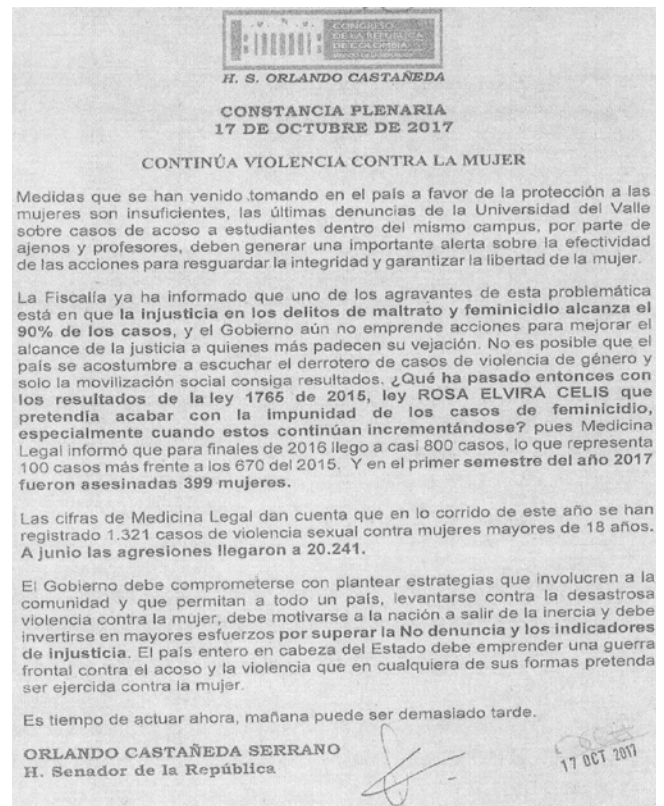 CONGRESO
DE LA REPÚBLICA
DE COLOMBIA
H. S. ORLANDO CASTAÑEDA
CONSTANCIA PLENARIA
17 DE OCTUBRE DE 2017
CONTINÚA VIOLENCIA CONTRA LA MUJER
Medidas que se han venido tomando en el país a favor de la protección a las
mujeres son insuficientes, las últimas denuncias de la Universidad del Valle
sobre casos de acoso a estudiantes dentro del mismo campus, por parte de
ajenos y profesores, deben generar una importante alerta sobre la efectividad
de las acciones para resguardar la integridad y garantizar la libertad de la mujer.
La Fiscalía ya ha informado que uno de los agravantes de esta problemática
está en que la injusticia en los delitos de maltrato y feminicidio alcanza el
90% de los casos, y el Gobierno aún no emprende acciones para mejorar el
alcance de la justicia a quienes más padecen su vejación. No es posible que el
país se acostumbre a escuchar el derrotero de casos de violencia de género y
solo la movilización social consiga resultados. ¿Qué ha pasado entonces con
los resultados de la ley 1765 de 2015, ley ROSA ELVIRA CELIS que
pretendía acabar con la impunidad de los casos de feminicidio,
especialmente cuando estos continúan incrementándose? pues Medicina
Legal informó que para finales de 2016 llego a casi 800 casos, lo que representa
100 casos más frente a los 670 del 2015. Y en el primer semestre del año 2017
fueron asesinadas 399 mujeres.
Las cifras de Medicina Legal dan cuenta que en lo corrido de este año se han
registrado 1.321 casos de violencia sexual contra mujeres mayores de 18 años.
A junio las agresiones llegaron a 20.241.
El Gobierno debe comprometerse con plantear estrategias que involucren a la
comunidad y que permitan a todo un país, levantarse contra la desastrosa
violencia contra la mujer, debe motivarse a la nación a salir de la inercia y debe
invertirse en mayores esfuerzos por superar la No denuncia y los indicadores
de injusticia. El país entero en cabeza del Estado debe emprender una guerra
frontal contra el acoso y la violencia que en cualquiera de sus formas pretenda
ser ejercida contra la mujer.
Es tiempo de actuar ahora, mañana puede ser demasiado tarde.
ORLANDO CASTAÑEDA SERRANO
H. Senador de la República
17 OCT 2017